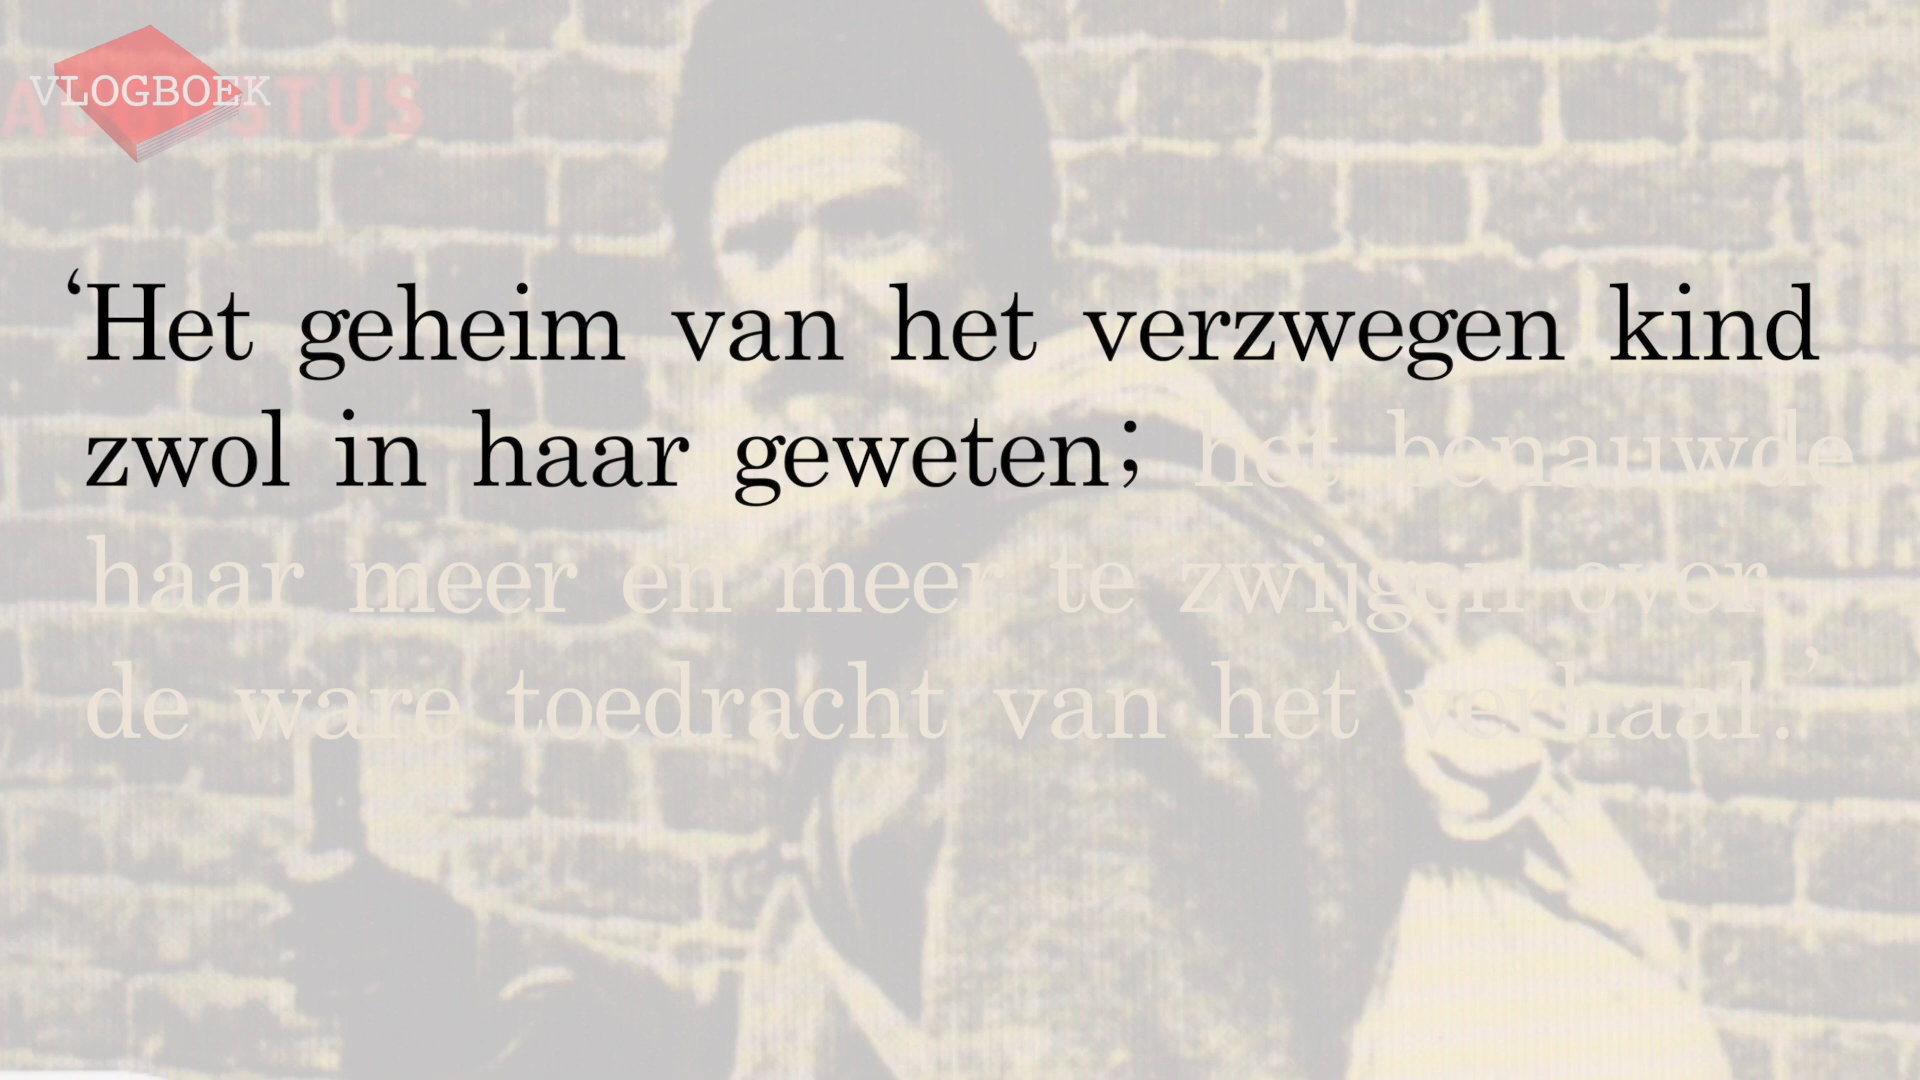 VLOGBOEK
AUGUSTUS
‘Het geheim van het verzwegen kind
zwol in haar geweten; het benauwde
haar meer en meer te zwijgen over
de ware toedracht van het verhaal.’